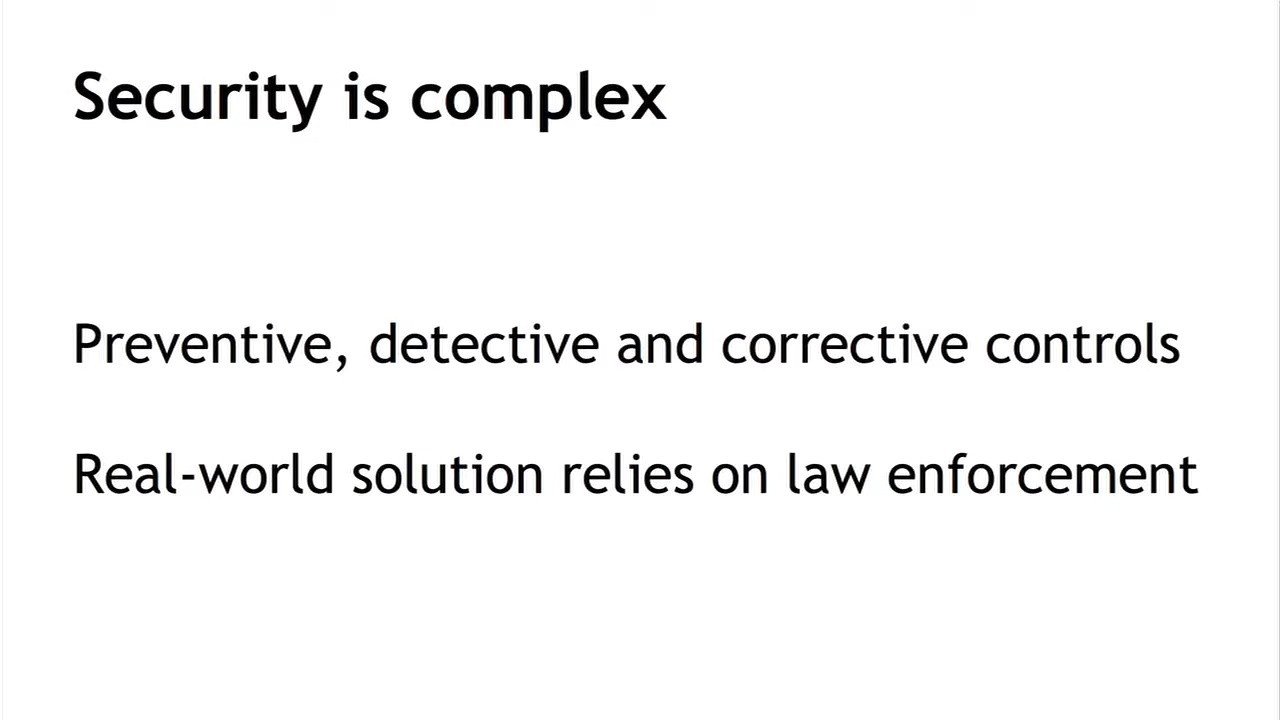 Security is complex
Preventive, detective and corrective controls
Real-world solution relies on law enforcement